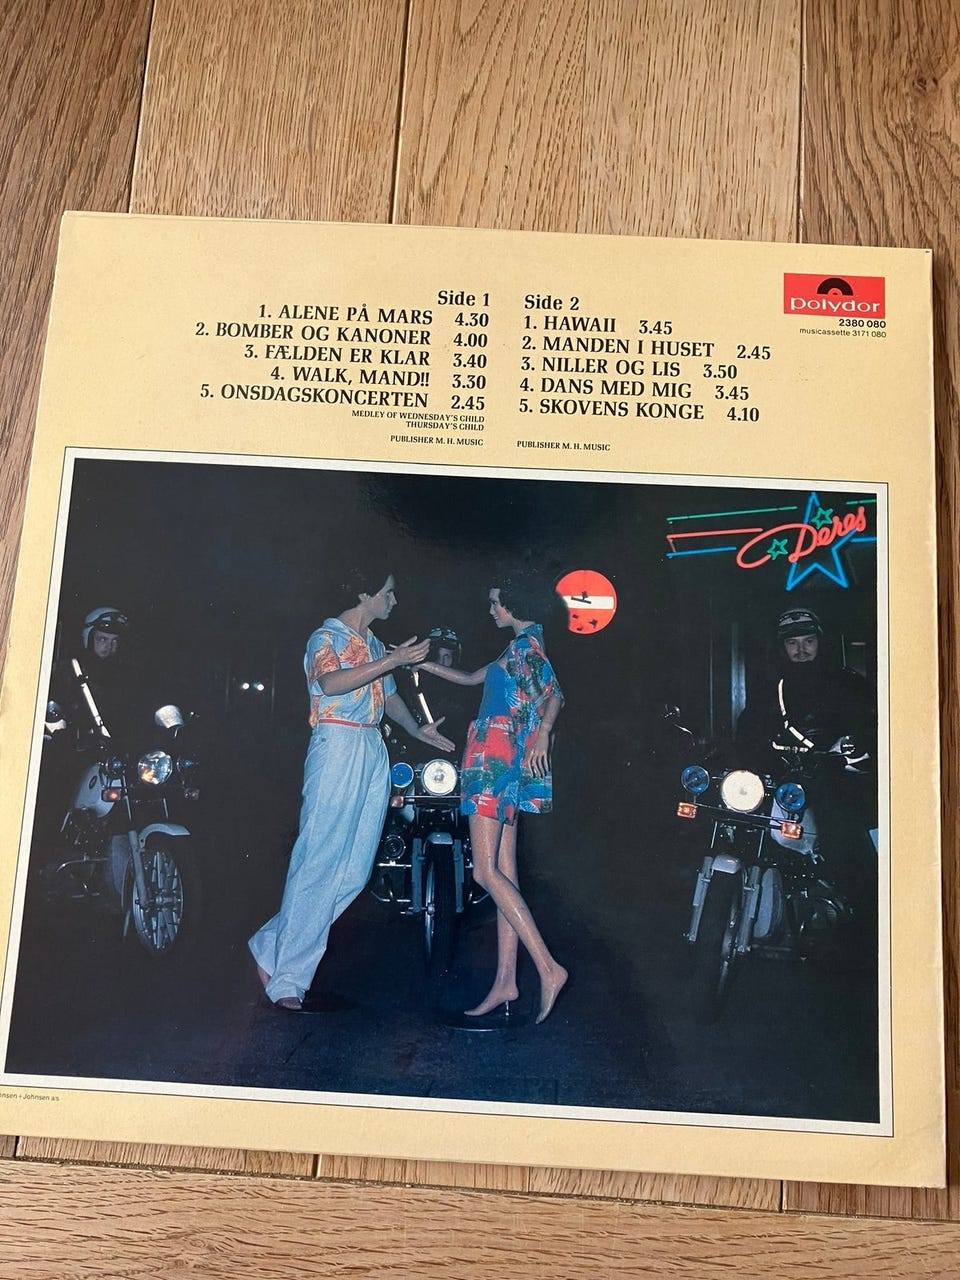 Side 1
1. ALENE PÅ MARS 4.30
2. BOMBER OG KANONER 4.00
3. FÆLDEN ER KLAR 3.40
4. WALK, MAND!! 3.30
5. ONSDAGSKONCERTEN 2.45
MEDLEY OF WEDNESDAY'S CHILD
THURSDAY'S CHILD
PUBLISHER M. H. MUSIC
Side 2
1. HAWAII 3.45
2. MANDEN I HUSET 2.45
3. NILLER OG LIS 3.50
4. DANS MED MIG 3.45
5. SKOVENS KONGE 4.10
PUBLISHER M. H. MUSIC
polydor
2380 080
musicassette 3171 080
Deres
+ Johnsen a/s